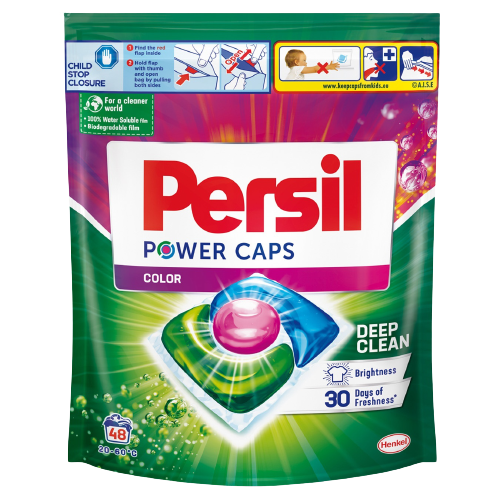 CHILD
STOP
CLOSURE
1 Find the red
flap inside
2 Hold flap
with thumb
and open
bag by pulling
both sides
Open
www.keepcapsfromkids.eu
©A.I.S.E
For a cleaner
world
• 100% Water Soluble film
• Biodegradable film
Persil
POWER CAPS
COLOR
DEEP
CLEAN
Brightness
30 Days of
Freshness*
48
20-60°C
Henkel